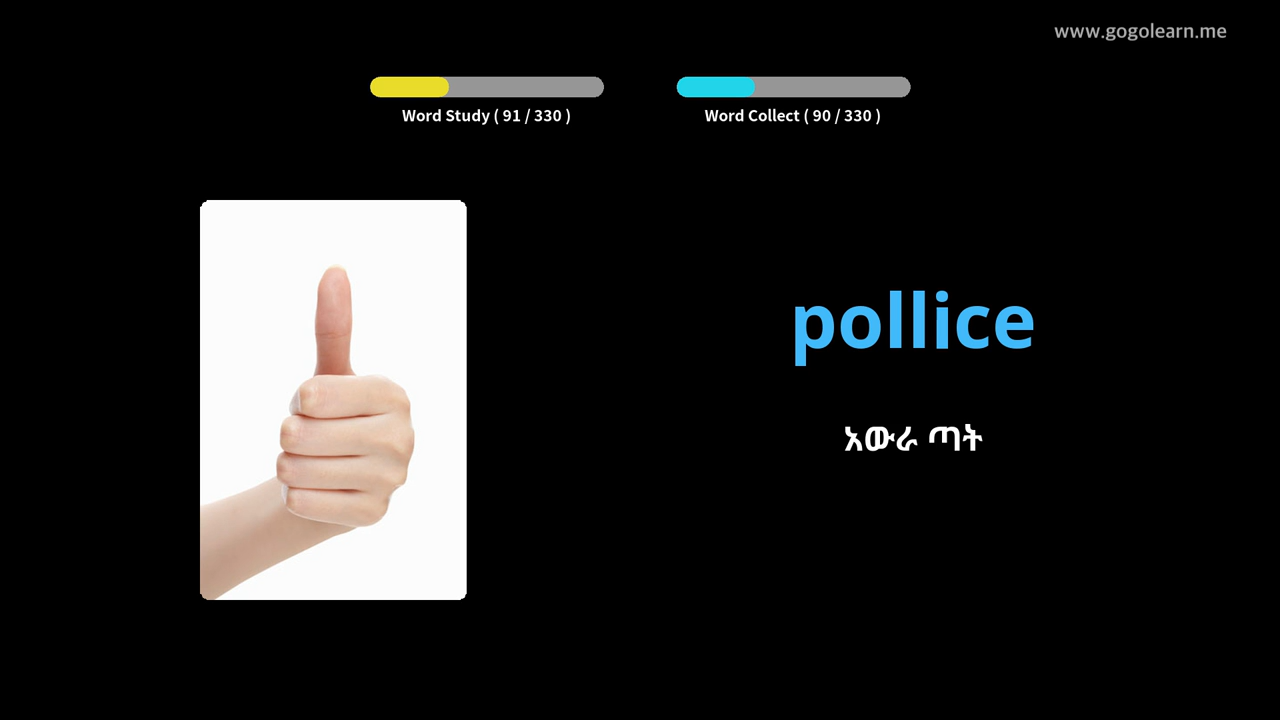 www.gogolearn.me
Word Study ( 91 / 330 )
Word Collect ( 90 / 330 )
pollice
አውራ ጣት